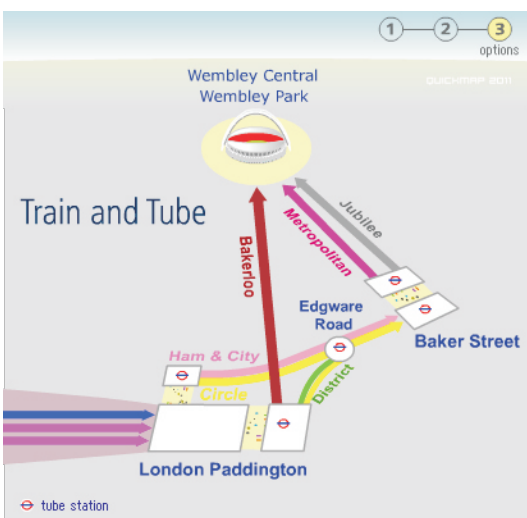 1 2 3
options
QUICKMAP 2011
Wembley Central
Wembley Park
Train and Tube
Jubilee
Metropolitan
Bakerloo
Edgware
Road
Baker Street
Ham & City
Circle
District
London Paddington
tube station